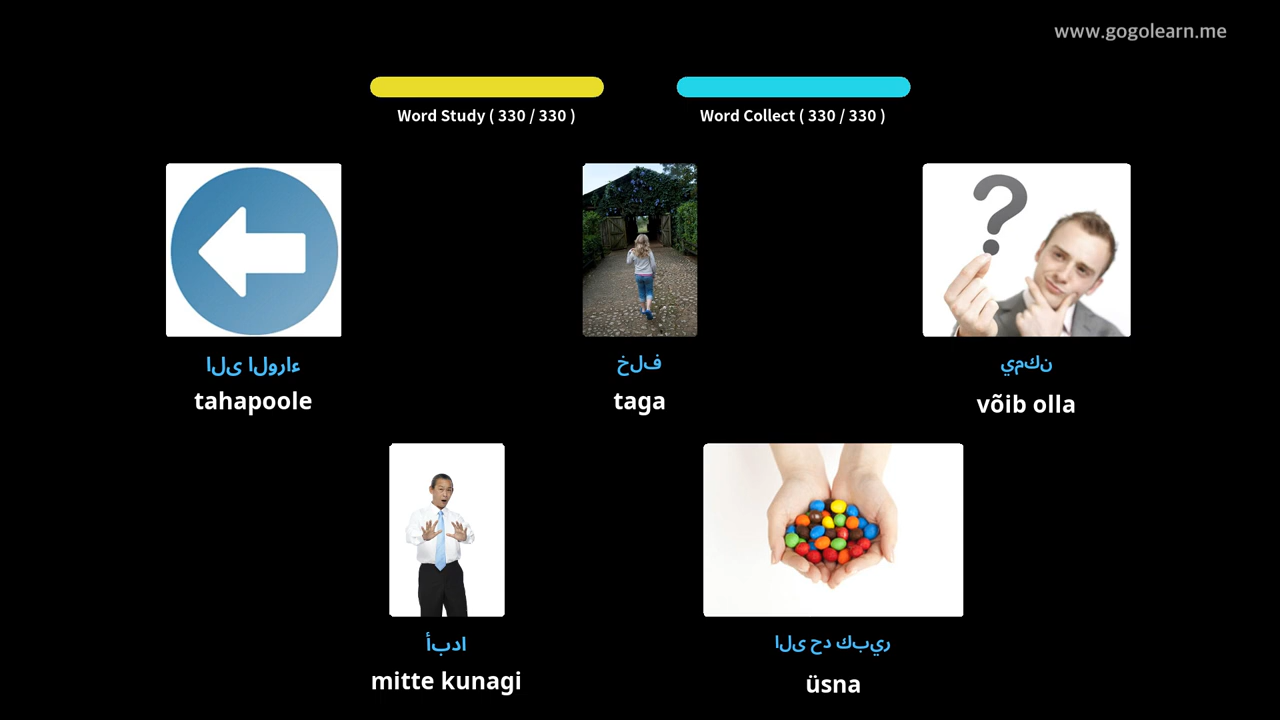 www.gogolearn.me
Word Study ( 330 / 330 )
Word Collect ( 330 / 330 )
الى الوراء
خلف
يمكن
tahapoole
taga
võib olla
أبدا
الى حد كبير
mitte kunagi
üsna